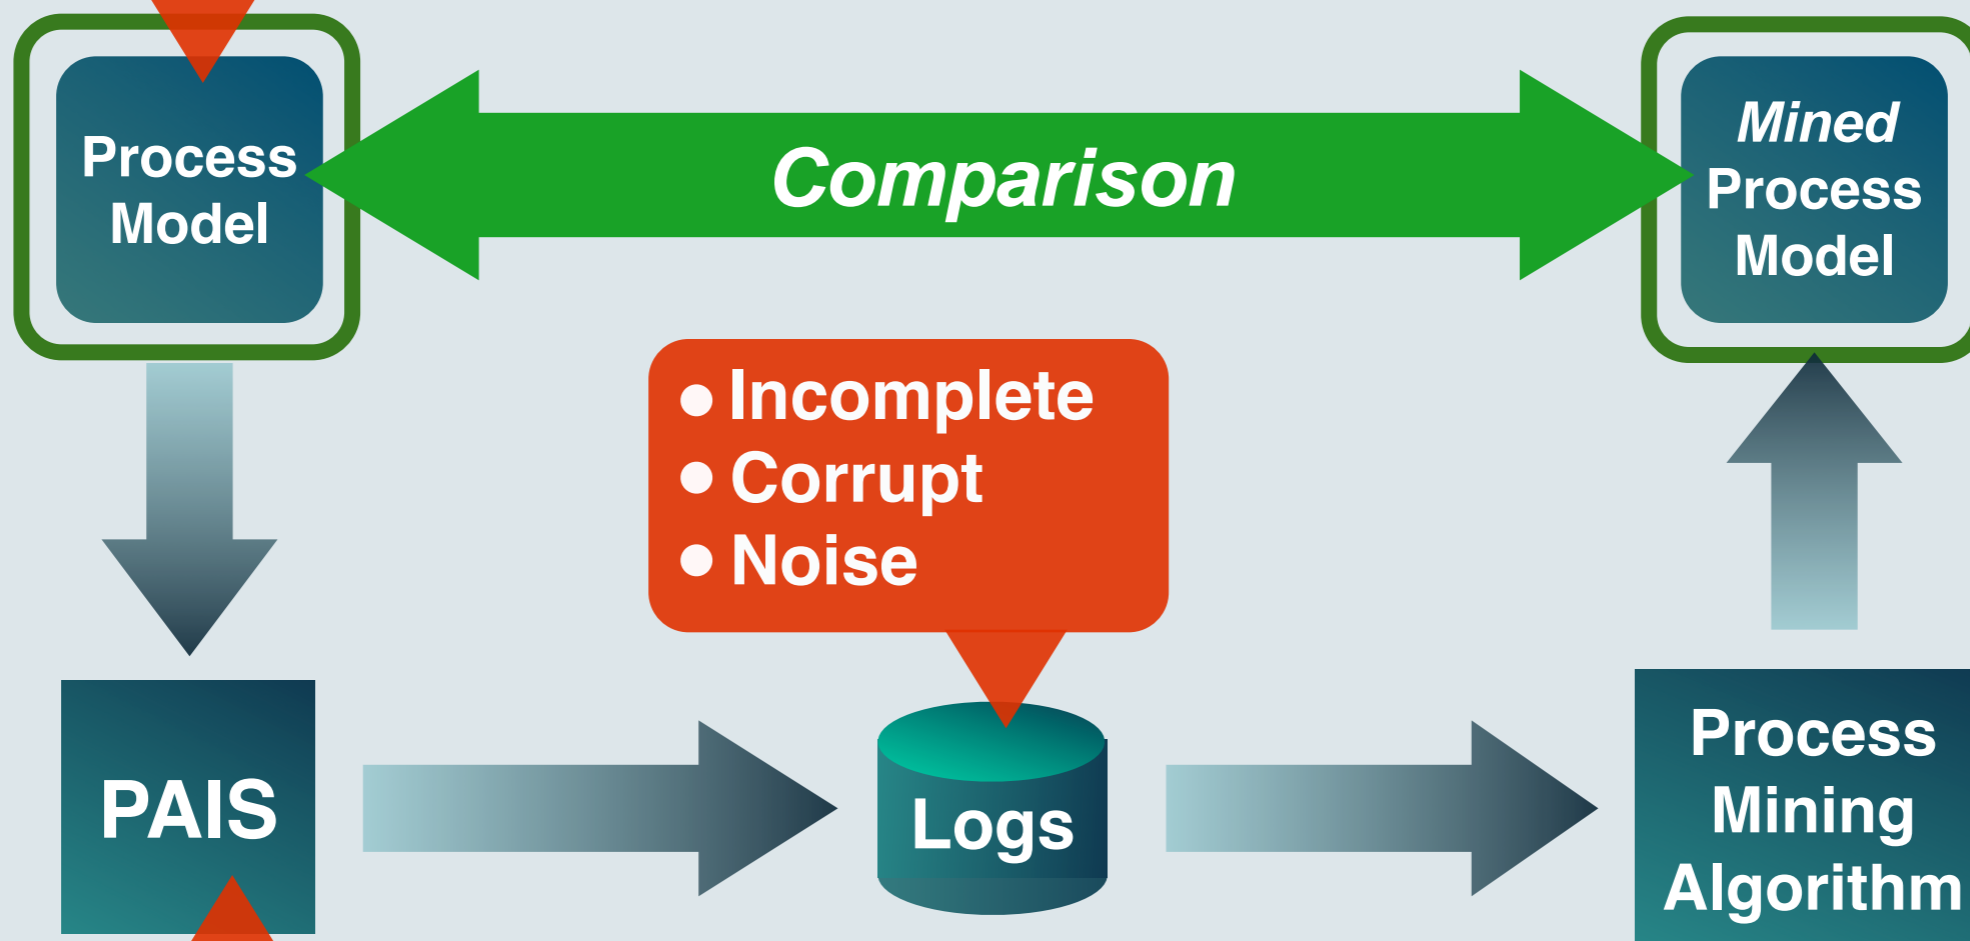 Process
Model
Comparison
Mined
Process
Model
• Incomplete
• Corrupt
• Noise
PAIS
Logs
Process
Mining
Algorithm